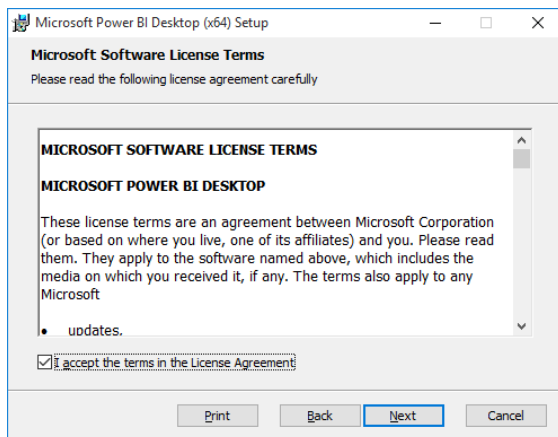 Microsoft Power BI Desktop (x64) Setup
Microsoft Software License Terms
Please read the following license agreement carefully
MICROSOFT SOFTWARE LICENSE TERMS
MICROSOFT POWER BI DESKTOP
These license terms are an agreement between Microsoft Corporation
(or based on where you live, one of its affiliates) and you. Please read
them. They apply to the software named above, which includes the
media on which you received it, if any. The terms also apply to any
Microsoft
• updates,
I accept the terms in the License Agreement
Print Back Next Cancel